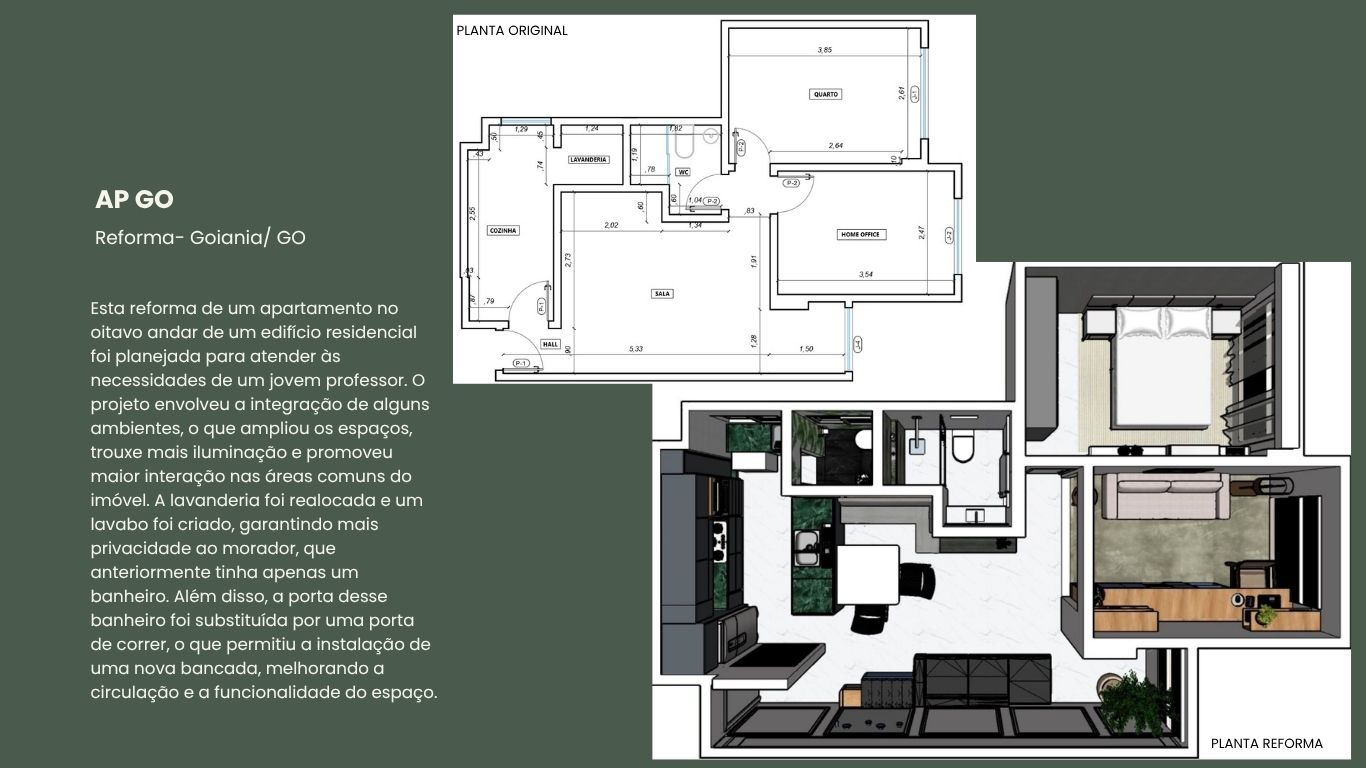 PLANTA ORIGINAL
3,85
QUARTO
2,61
J-1
1,29
,50
,45
1,24
1,82
P-2
2,64
,10
,43
,74
LAVANDERIA
1,19
,78
WC
P-2
,60
1,04
P-2
2,55
COZINHA
,60
2,02
1,34
,83
HOME OFFICE
2,47
J-2
2,73
1,91
3,54
,03
,87
,79
P-1
SALA
HALL
,90
5,33
1,28
1,50
J-4
P-1
AP GO
Reforma- Goiania/ GO
Esta reforma de um apartamento no
oitavo andar de um edifício residencial
foi planejada para atender às
necessidades de um jovem professor. O
projeto envolveu a integração de alguns
ambientes, o que ampliou os espaços,
trouxe mais iluminação e promoveu
maior interação nas áreas comuns do
imóvel. A lavanderia foi realocada e um
lavabo foi criado, garantindo mais
privacidade ao morador, que
anteriormente tinha apenas um
banheiro. Além disso, a porta desse
banheiro foi substituída por uma porta
de correr, o que permitiu a instalação de
uma nova bancada, melhorando a
circulação e a funcionalidade do espaço.
PLANTA REFORMA